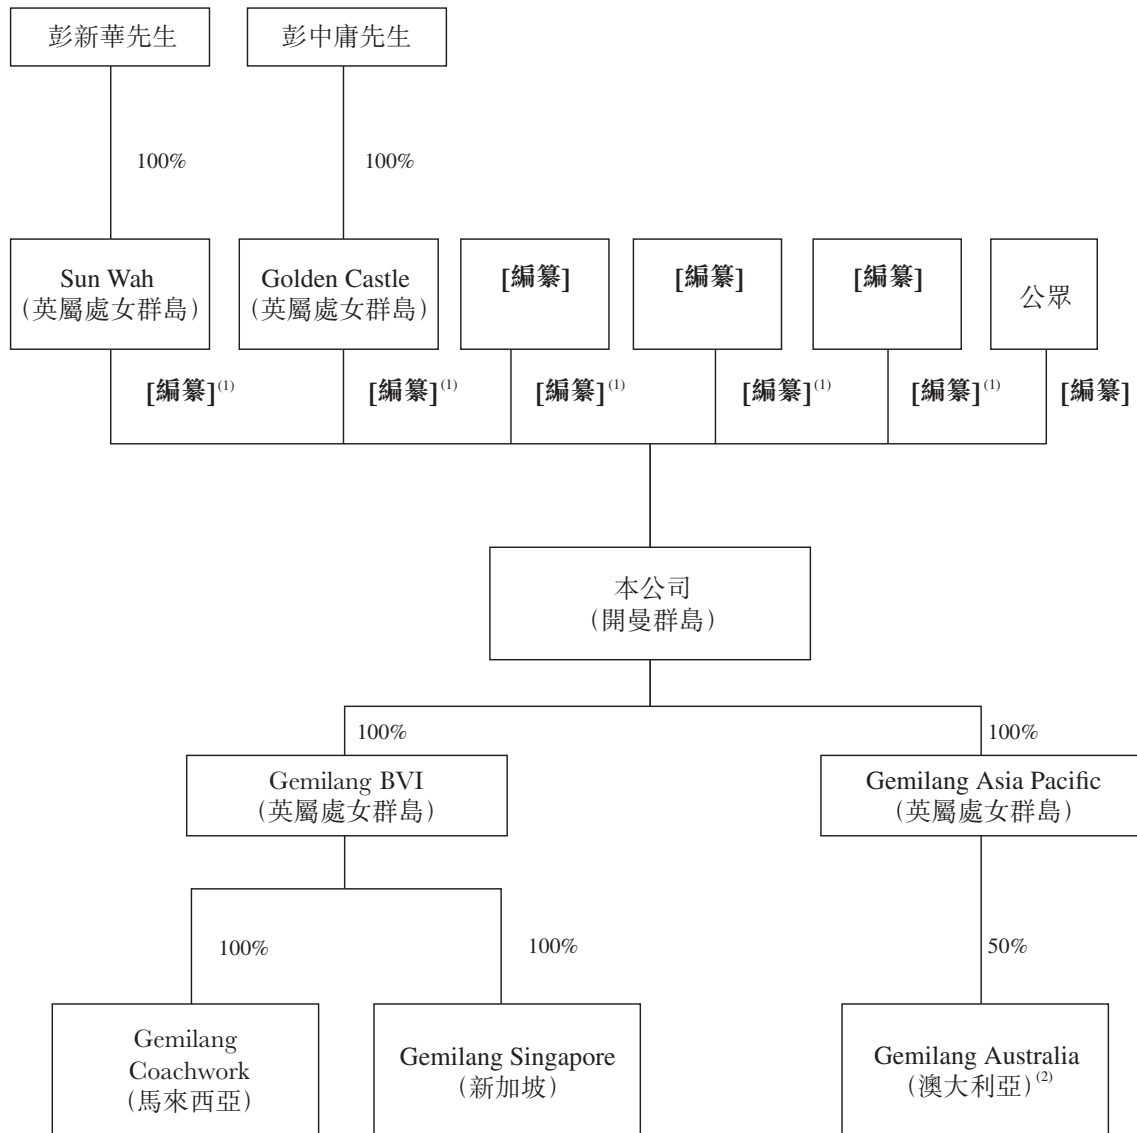 彭新華先生
彭中庸先生
100%
100%
Sun Wah
(英屬處女群島)
Golden Castle
(英屬處女群島)
[編纂]
[編纂]
[編纂]
公眾
[編纂](1)
[編纂](1)
[編纂](1)
[編纂](1)
[編纂](1)
[編纂]
本公司
(開曼群島)
100%
100%
Gemilang BVI
(英屬處女群島)
Gemilang Asia Pacific
(英屬處女群島)
100%
100%
50%
Gemilang
Coachwork
(馬來西亞)
Gemilang Singapore
(新加坡)
Gemilang Australia
(澳大利亞)(2)